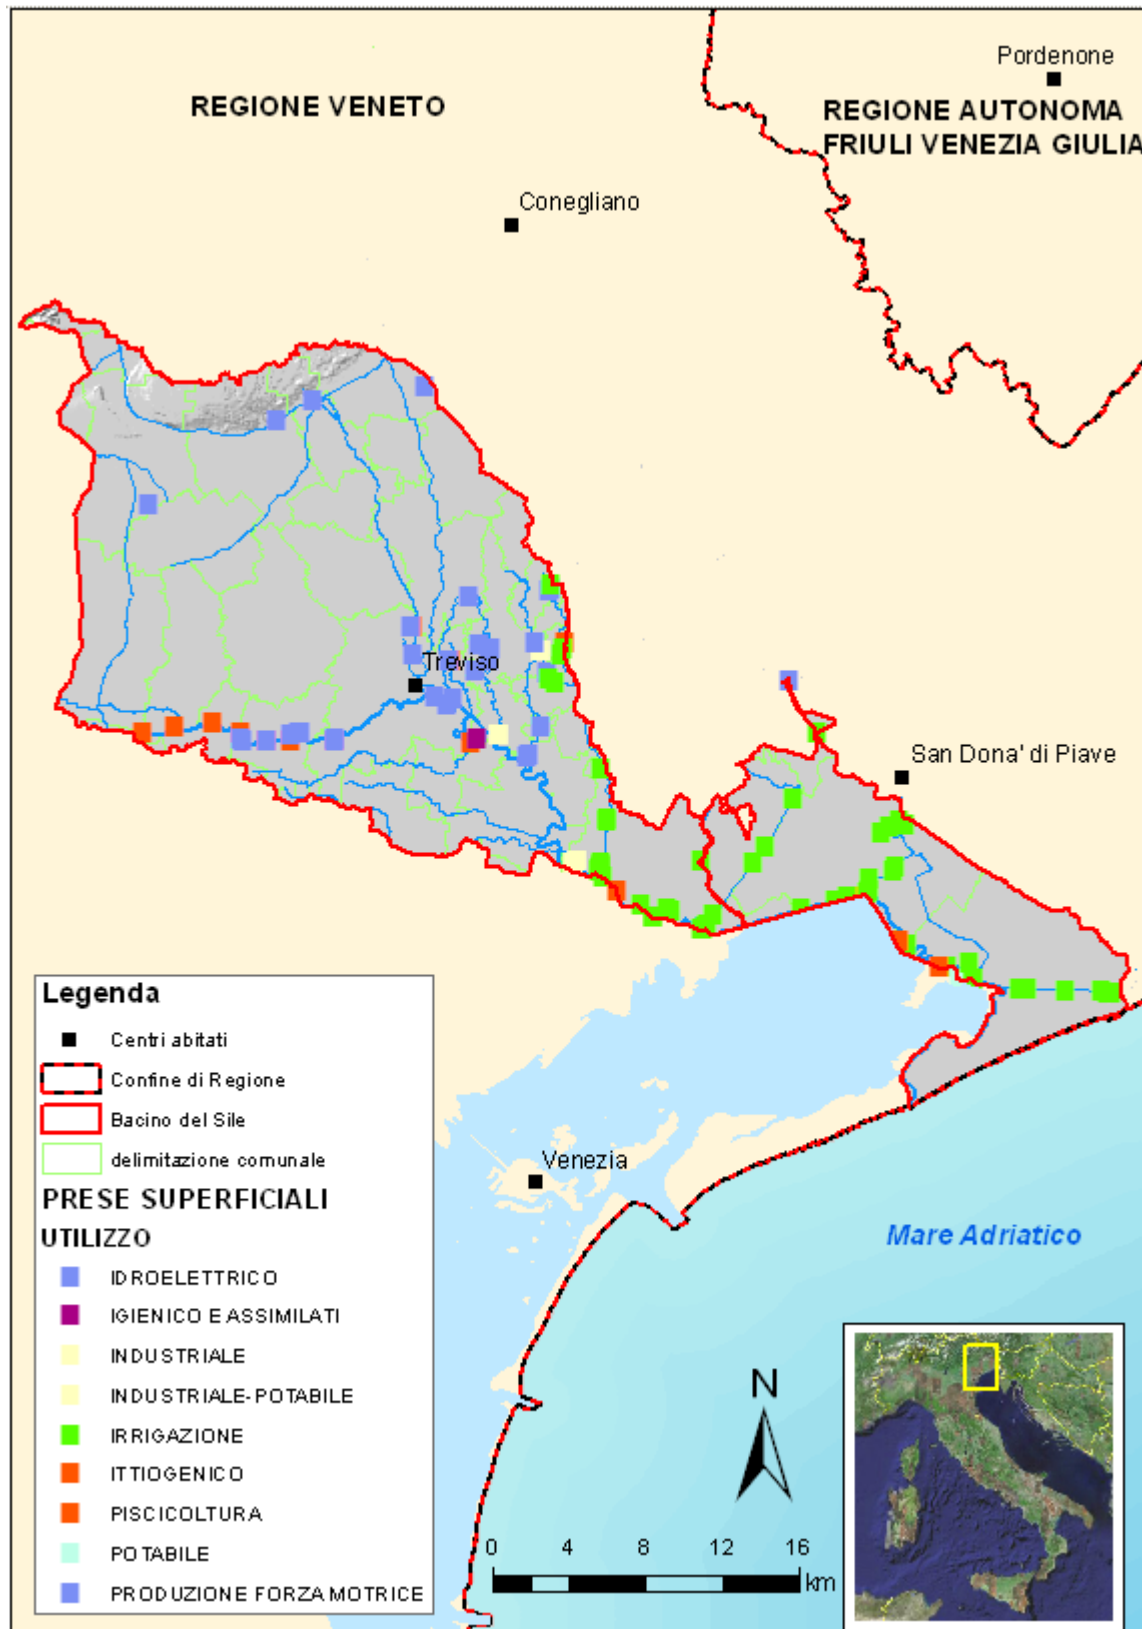 Pordenone
REGIONE VENETO
REGIONE AUTONOMA
FRIULI VENEZIA GIULIA
Conegliano
Treviso
San Dona' di Piave
Legenda
Centri abitati
Confine di Regione
Bacino del Sile
delimitazione comunale
PRESE SUPERFICIALI
UTILIZZO
IDROELETTRICO
IGIENICO E ASSIMILATI
INDUSTRIALE
INDUSTRIALE-POTABILE
IRRIGAZIONE
ITTIOGENICO
PISCICOLTURA
POTABILE
PRODUZIONE FORZA MOTRICE
Venezia
Mare Adriatico
N
0 4 8 12 16
km